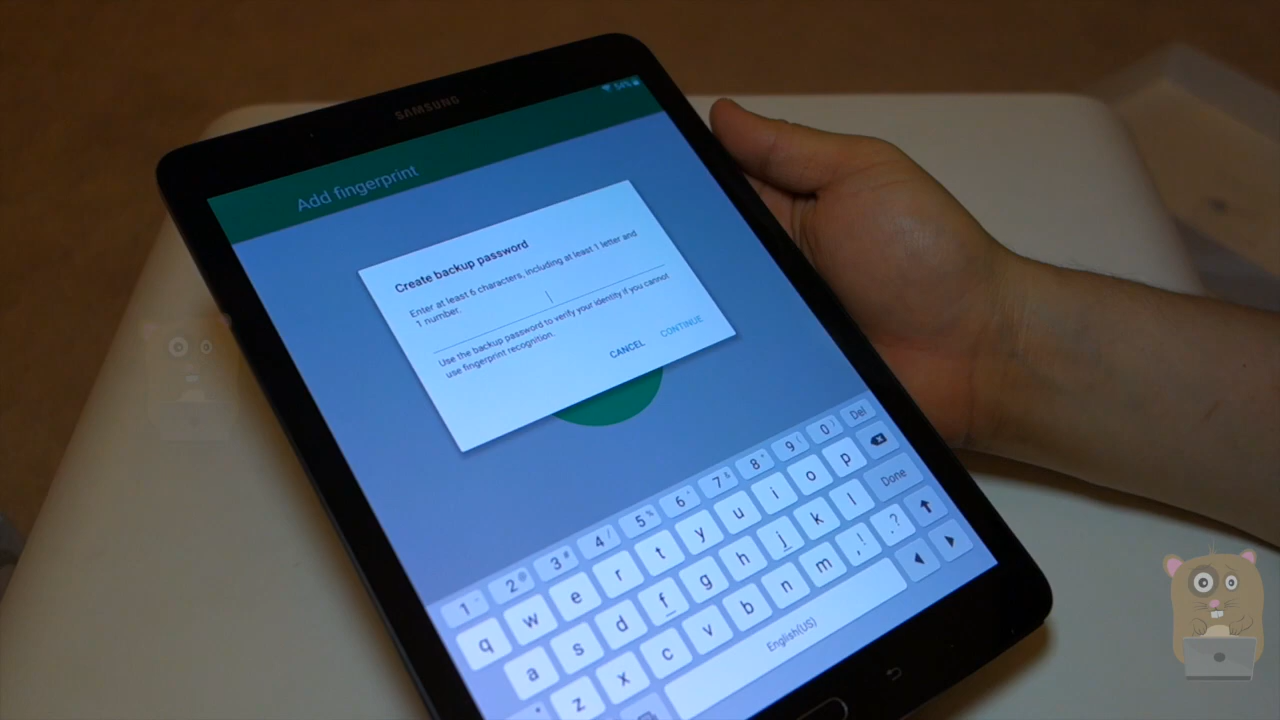 SAMSUNG
54%
Add fingerprint
Create backup password
Enter at least 6 characters, including at least 1 letter and
1 number.
Use the backup password to verify your identity if you cannot
use fingerprint recognition.
CANCEL CONTINUE
1 2 3 4 5 6 7 8 9 0 Del
q w e r t y u i o p
a s d f g h j k l Done
z x c v b n m ,! .?
English(US)